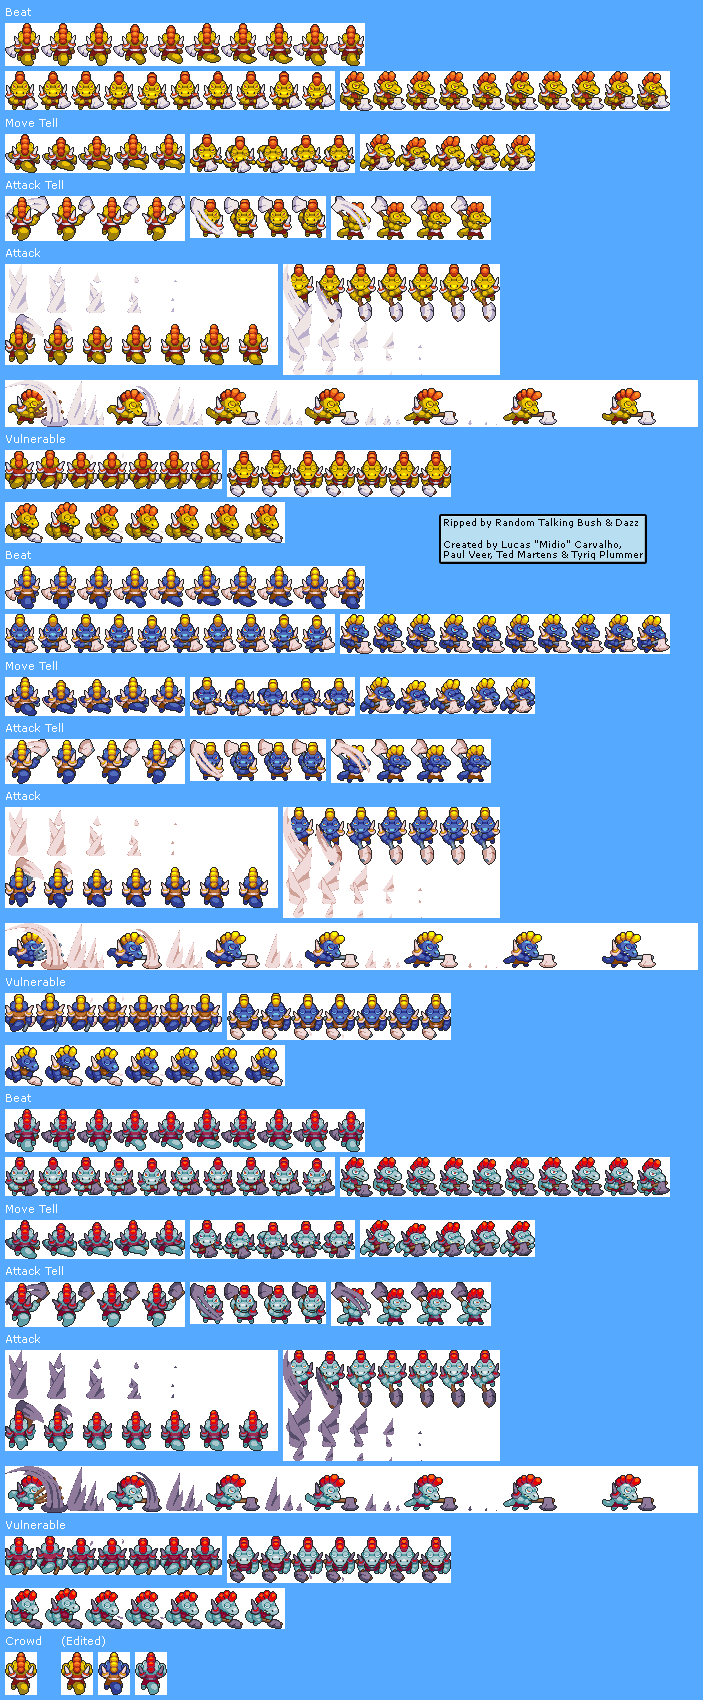 Beat
Move Tell
Attack Tell
Attack
Vulnerable
Ripped by Random Talking Bush & Dazz
Created by Lucas "Midio" Carvalho,
Paul Veer, Ted Martens & Tyriq Plummer
Beat
Move Tell
Attack Tell
Attack
Vulnerable
Beat
Move Tell
Attack Tell
Attack
Vulnerable
Crowd (Edited)